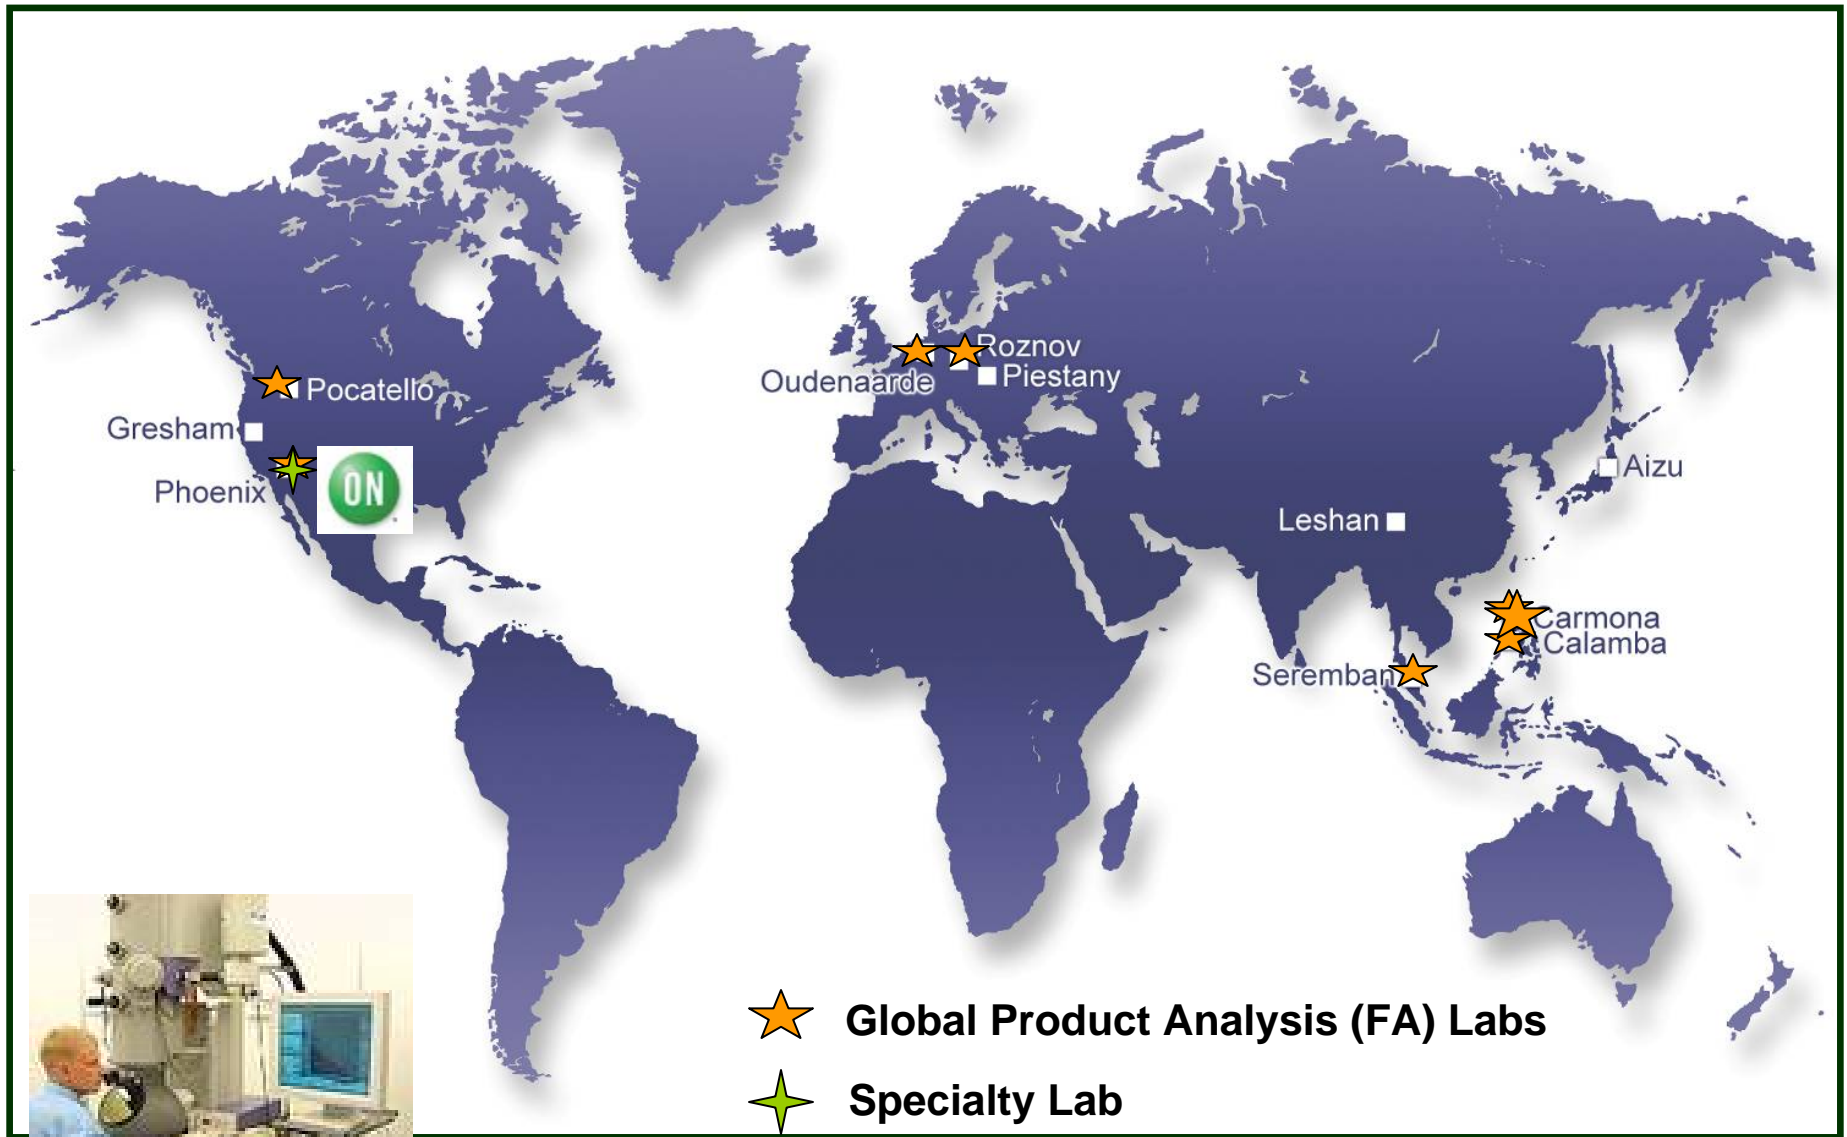 Roznov
Oudenaarde
Piestany
Pocatello
Gresham
Phoenix
ON
Aizu
Leshan
Carmona
Calamba
Seremban
Global Product Analysis (FA) Labs
Specialty Lab